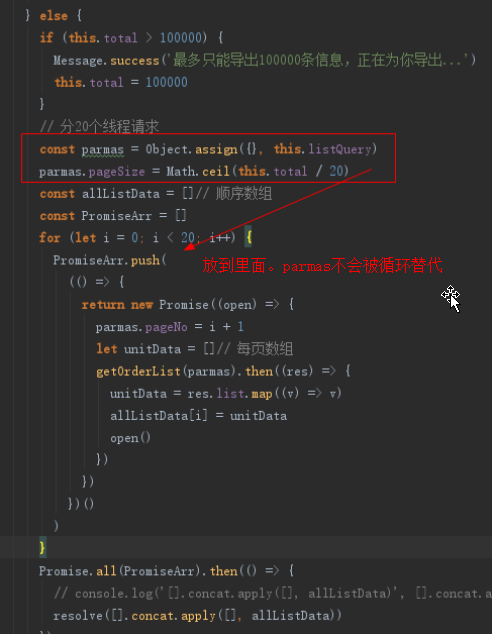 } else {
if (this.total > 100000) {
Message.success('最多只能导出100000条信息，正在为你导出...')
this.total = 100000
}
// 分20个线程请求
const parmas = Object.assign({}, this.listQuery)
parmas.pageSize = Math.ceil(this.total / 20)
const allListData = []// 顺序数组
const PromiseArr = []
for (let i = 0; i < 20; i++) {
PromiseArr.push(
放到里面。parmas不会被循环替代
(() => {
return new Promise((open) => {
parmas.pageNo = i + 1
let unitData = []// 每页数组
getOrderList(parmas).then((res) => {
unitData = res.list.map((v) => v)
allListData[i] = unitData
open()
})
})
})()
)
}
Promise.all(PromiseArr).then(() => {
// console.log('[].concat.apply([], allListData)', [].concat.a
resolve([].concat.apply([], allListData))